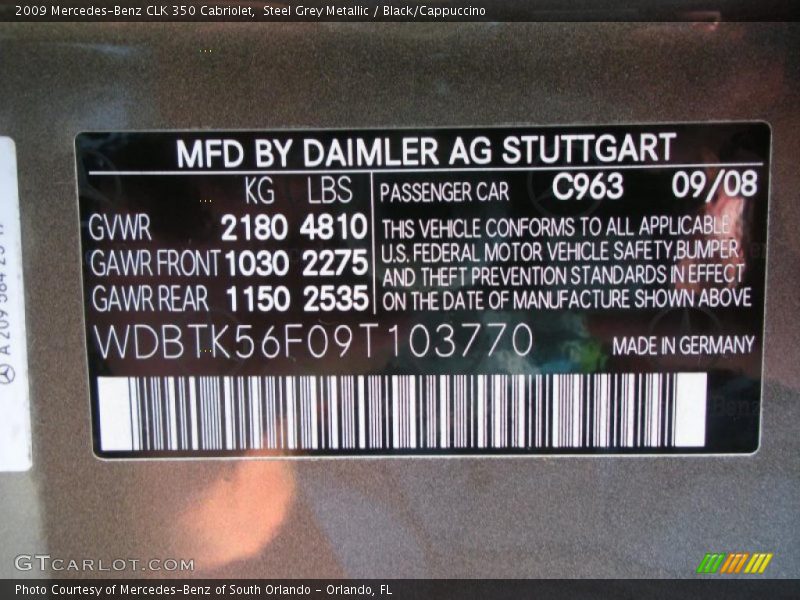 2009 Mercedes-Benz CLK 350 Cabriolet, Steel Grey Metallic / Black/Cappuccino
MFD BY DAIMLER AG STUTTGART
KG LBS
GVWR 2180 4810
GAWR FRONT 1030 2275
GAWR REAR 1150 2535
PASSENGER CAR C963 09/08
THIS VEHICLE CONFORMS TO ALL APPLICABLE
U.S. FEDERAL MOTOR VEHICLE SAFETY,BUMPER
AND THEFT PREVENTION STANDARDS IN EFFECT
ON THE DATE OF MANUFACTURE SHOWN ABOVE
WDBTK56F09T103770
MADE IN GERMANY
A 209 584
GTCARLOT.COM
Photo Courtesy of Mercedes-Benz of South Orlando - Orlando, FL